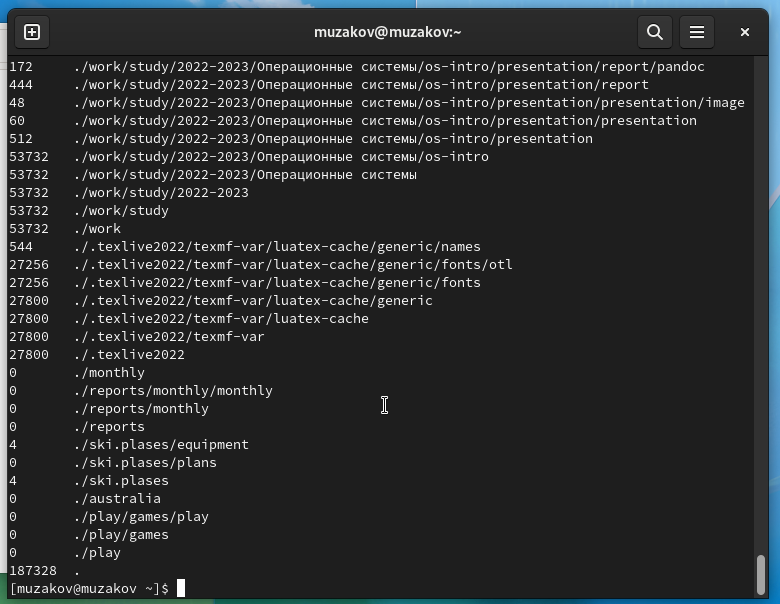 muzakov@muzakov:~
172 ./work/study/2022-2023/Операционные системы/os-intro/presentation/report/pandoc
444 ./work/study/2022-2023/Операционные системы/os-intro/presentation/report
48 ./work/study/2022-2023/Операционные системы/os-intro/presentation/presentation/image
60 ./work/study/2022-2023/Операционные системы/os-intro/presentation/presentation
512 ./work/study/2022-2023/Операционные системы/os-intro/presentation
53732 ./work/study/2022-2023/Операционные системы/os-intro
53732 ./work/study/2022-2023/Операционные системы
53732 ./work/study/2022-2023
53732 ./work/study
53732 ./work
544 ./.texlive2022/texmf-var/luatex-cache/generic/names
27256 ./.texlive2022/texmf-var/luatex-cache/generic/fonts/otl
27256 ./.texlive2022/texmf-var/luatex-cache/generic/fonts
27800 ./.texlive2022/texmf-var/luatex-cache/generic
27800 ./.texlive2022/texmf-var/luatex-cache
27800 ./.texlive2022/texmf-var
27800 ./.texlive2022
0 ./monthly
0 ./reports/monthly/monthly
0 ./reports/monthly
0 ./reports
4 ./ski.plases/equipment
0 ./ski.plases/plans
4 ./ski.plases
0 ./australia
0 ./play/games/play
0 ./play/games
0 ./play
187328 .
[muzakov@muzakov ~]$